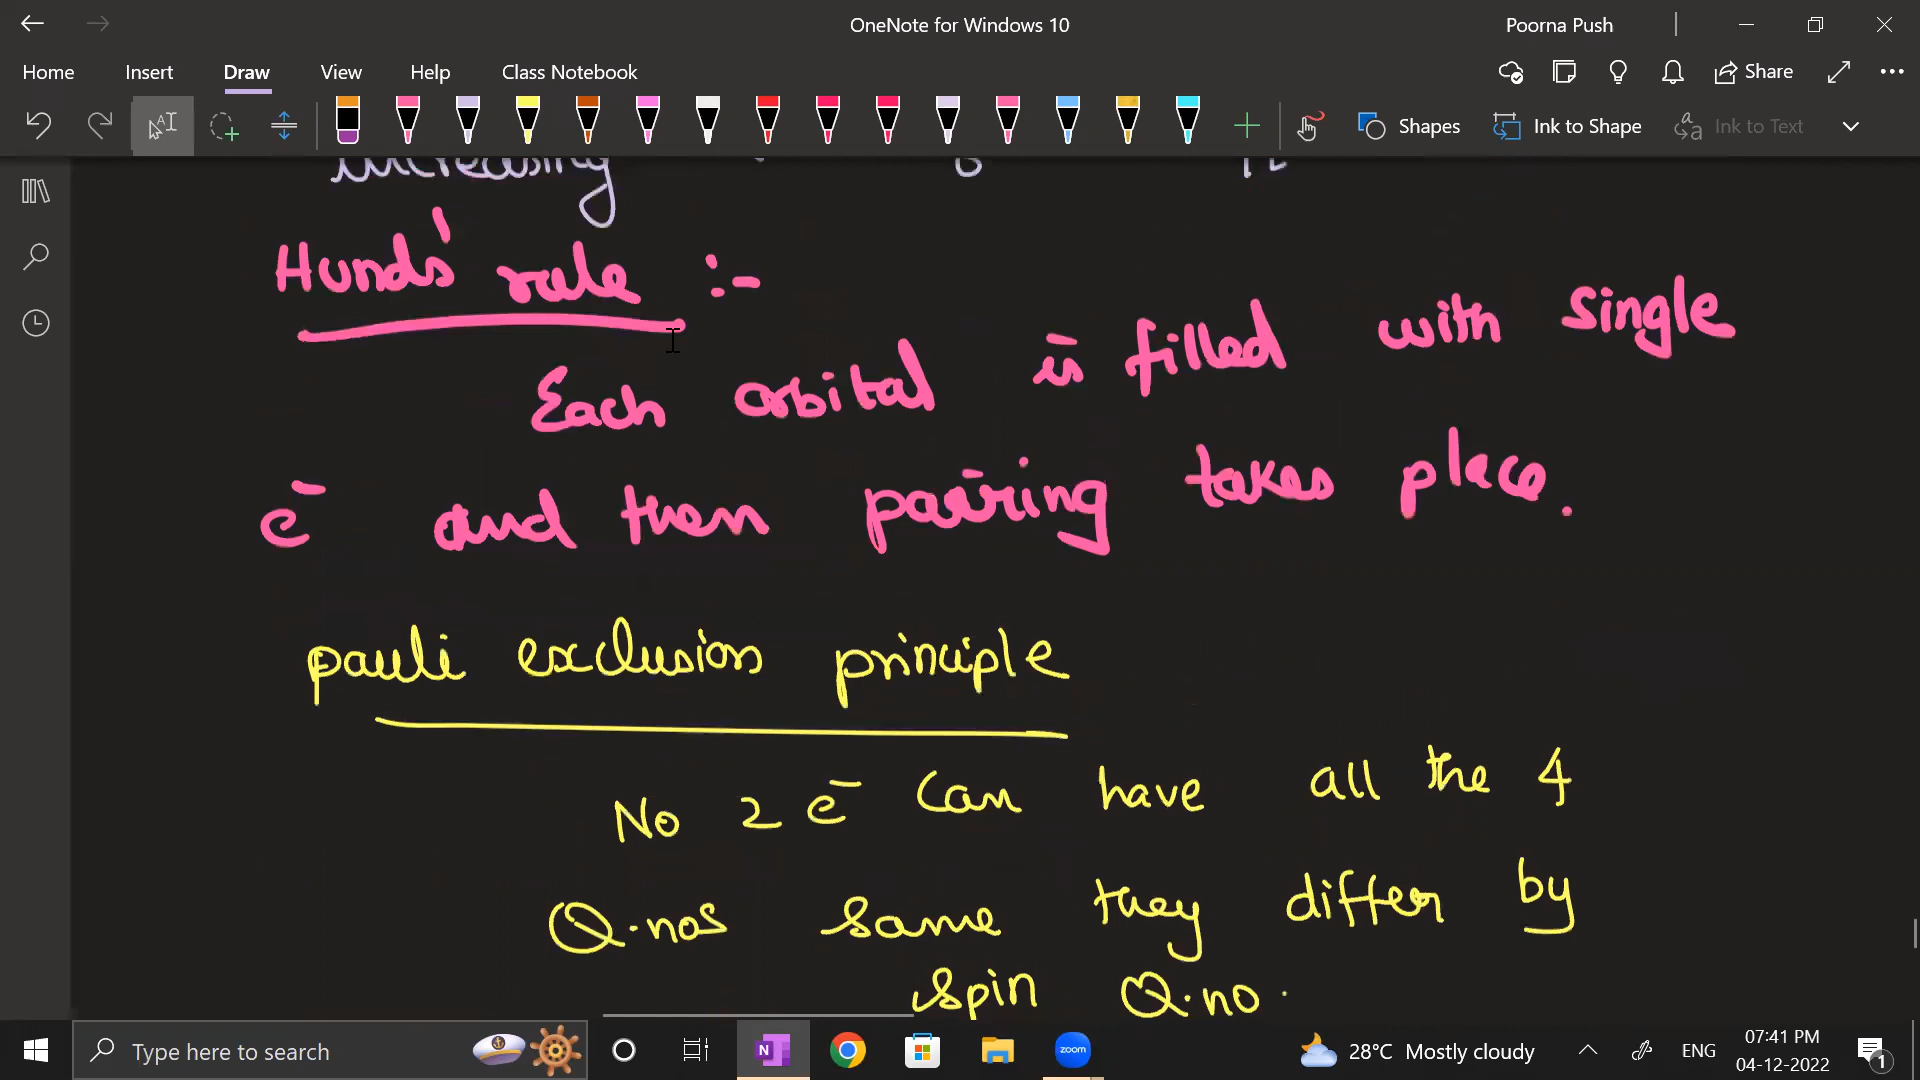 OneNote for Windows 10
Poorna Push
Home Insert Draw View Help Class Notebook
Share
Shapes Ink to Shape Ink to Text
increasing
Hunds' rule :-
Each orbital is filled with single
e⁻ and then pairing takes place.
pauli exclusion principle
No 2 e⁻ can have all the 4
Q.nos same they differ by
spin Q.no.
Type here to search
N
zoom
28°C Mostly cloudy
ENG
07:41 PM
04-12-2022
1